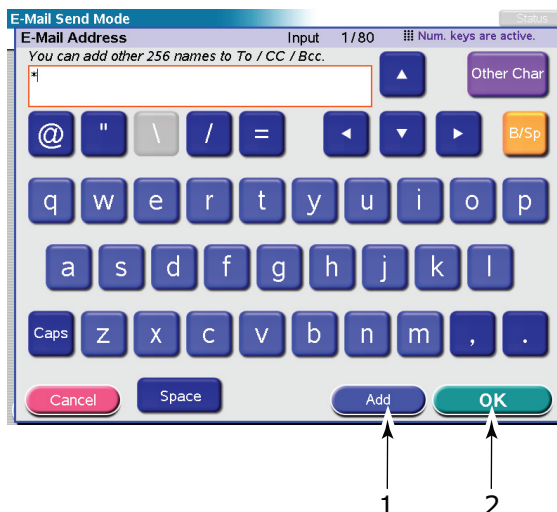 E-Mail Send Mode Status
E-Mail Address Input 1/80 Num. keys are active.
You can add other 256 names to To / CC / Bcc.
*
Other Char
@ " \ / = B/Sp
q w e r t y u i o p
a s d f g h j k l
Caps z x c v b n m , .
Cancel Space Add OK
1 2